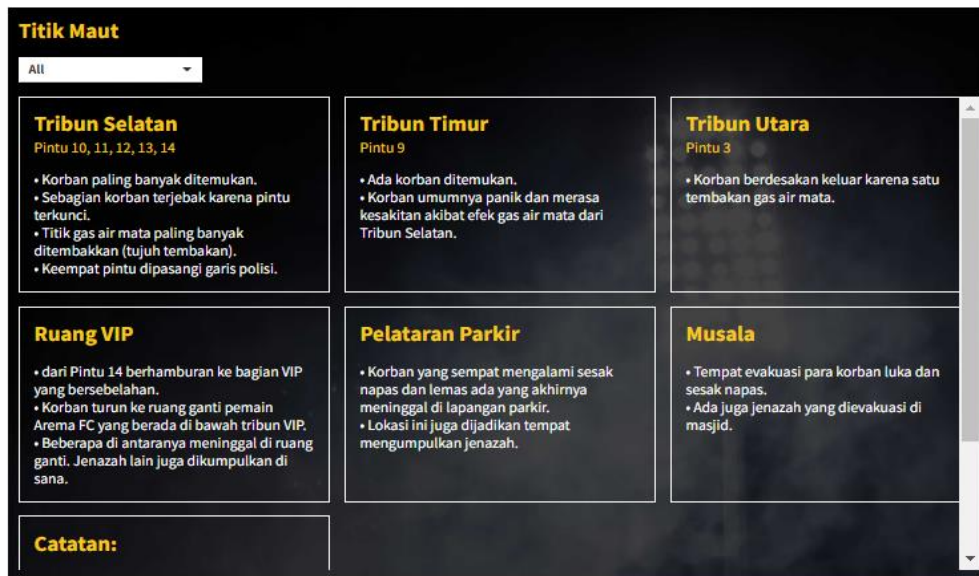 Titik Maut
All
Tribun Selatan
Pintu 10, 11, 12, 13, 14
• Korban paling banyak ditemukan.
• Sebagian korban terjebak karena pintu
terkunci.
• Titik gas air mata paling banyak
ditembakkan (tujuh tembakan).
• Keempat pintu dipasangi garis polisi.
Tribun Timur
Pintu 9
• Ada korban ditemukan.
• Korban umumnya panik dan merasa
kesakitan akibat efek gas air mata dari
Tribun Selatan.
Tribun Utara
Pintu 3
• Korban berdesakan keluar karena satu
tembakan gas air mata.
Ruang VIP
• dari Pintu 14 berhamburan ke bagian VIP
yang bersebelahan.
• Korban turun ke ruang ganti pemain
Arema FC yang berada di bawah tribun VIP.
• Beberapa di antaranya meninggal di ruang
ganti. Jenazah lain juga dikumpulkan di
sana.
Pelataran Parkir
• Korban yang sempat mengalami sesak
napas dan lemas ada yang akhirnya
meninggal di lapangan parkir.
• Lokasi ini juga dijadikan tempat
mengumpulkan jenazah.
Musala
• Tempat evakuasi para korban luka dan
sesak napas.
• Ada juga jenazah yang dievakuasi di
masjid.
Catatan: